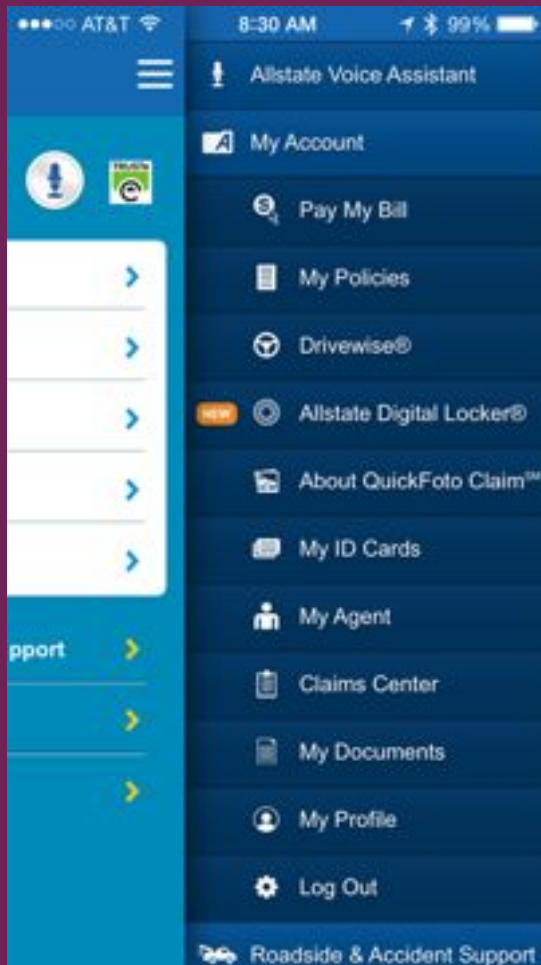 AT&T 8:30 AM 99%
Allstate Voice Assistant
My Account
Pay My Bill
My Policies
Drivewise®
NEW Allstate Digital Locker®
About QuickFoto Claim℠
My ID Cards
My Agent
pport
Claims Center
My Documents
My Profile
Log Out
Roadside & Accident Support